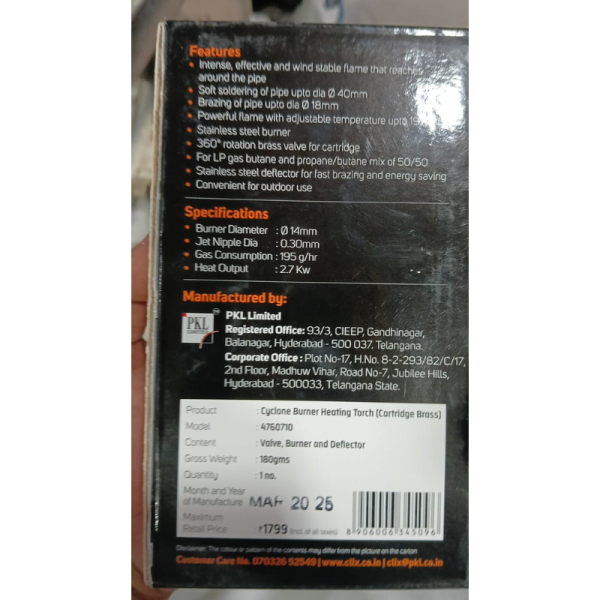 Features
• Intense, effective and wind stable flame that reaches
around the pipe
• Soft soldering of pipe upto dia Ø 40mm
• Brazing of pipe upto dia Ø 18mm
• Powerful flame with adjustable temperature upto
• Stainless steel burner
• 360° rotation brass valve for cartridge
• For LP gas butane and propane/butane mix of 50/50
• Stainless steel deflector for fast brazing and energy saving
• Convenient for outdoor use
Specifications
• Burner Diameter : Ø 14mm
• Jet Nipple Dia : 0.30mm
• Gas Consumption : 195 g/hr
• Heat Output : 2.7 Kw
Manufactured by:
PKL
LIMITED
PKL Limited
Registered Office: 93/3, CIEEP, Gandhinagar,
Balanagar, Hyderabad - 500 037, Telangana.
Corporate Office : Plot No-17, H.No. 8-2-293/82/C/17,
2nd Floor, Madhuw Vihar, Road No-7, Jubilee Hills,
Hyderabad - 500033, Telangana State.
Product : Cyclone Burner Heating Torch (Cartridge Brass)
Model : 4760710
Content : Valve, Burner and Deflector
Gross Weight : 180gms
Quantity : 1 no.
Month and Year
of Manufacture MAR 20 25
Maximum
Retail Price : ₹1799 (incl. of all taxes)
8 906006 345096
Disclaimer: The colour or pattern of the contents may differ from the picture on the carton
Customer Care No. 070326 92549 | www.clix.co.in | clix@pkl.co.in